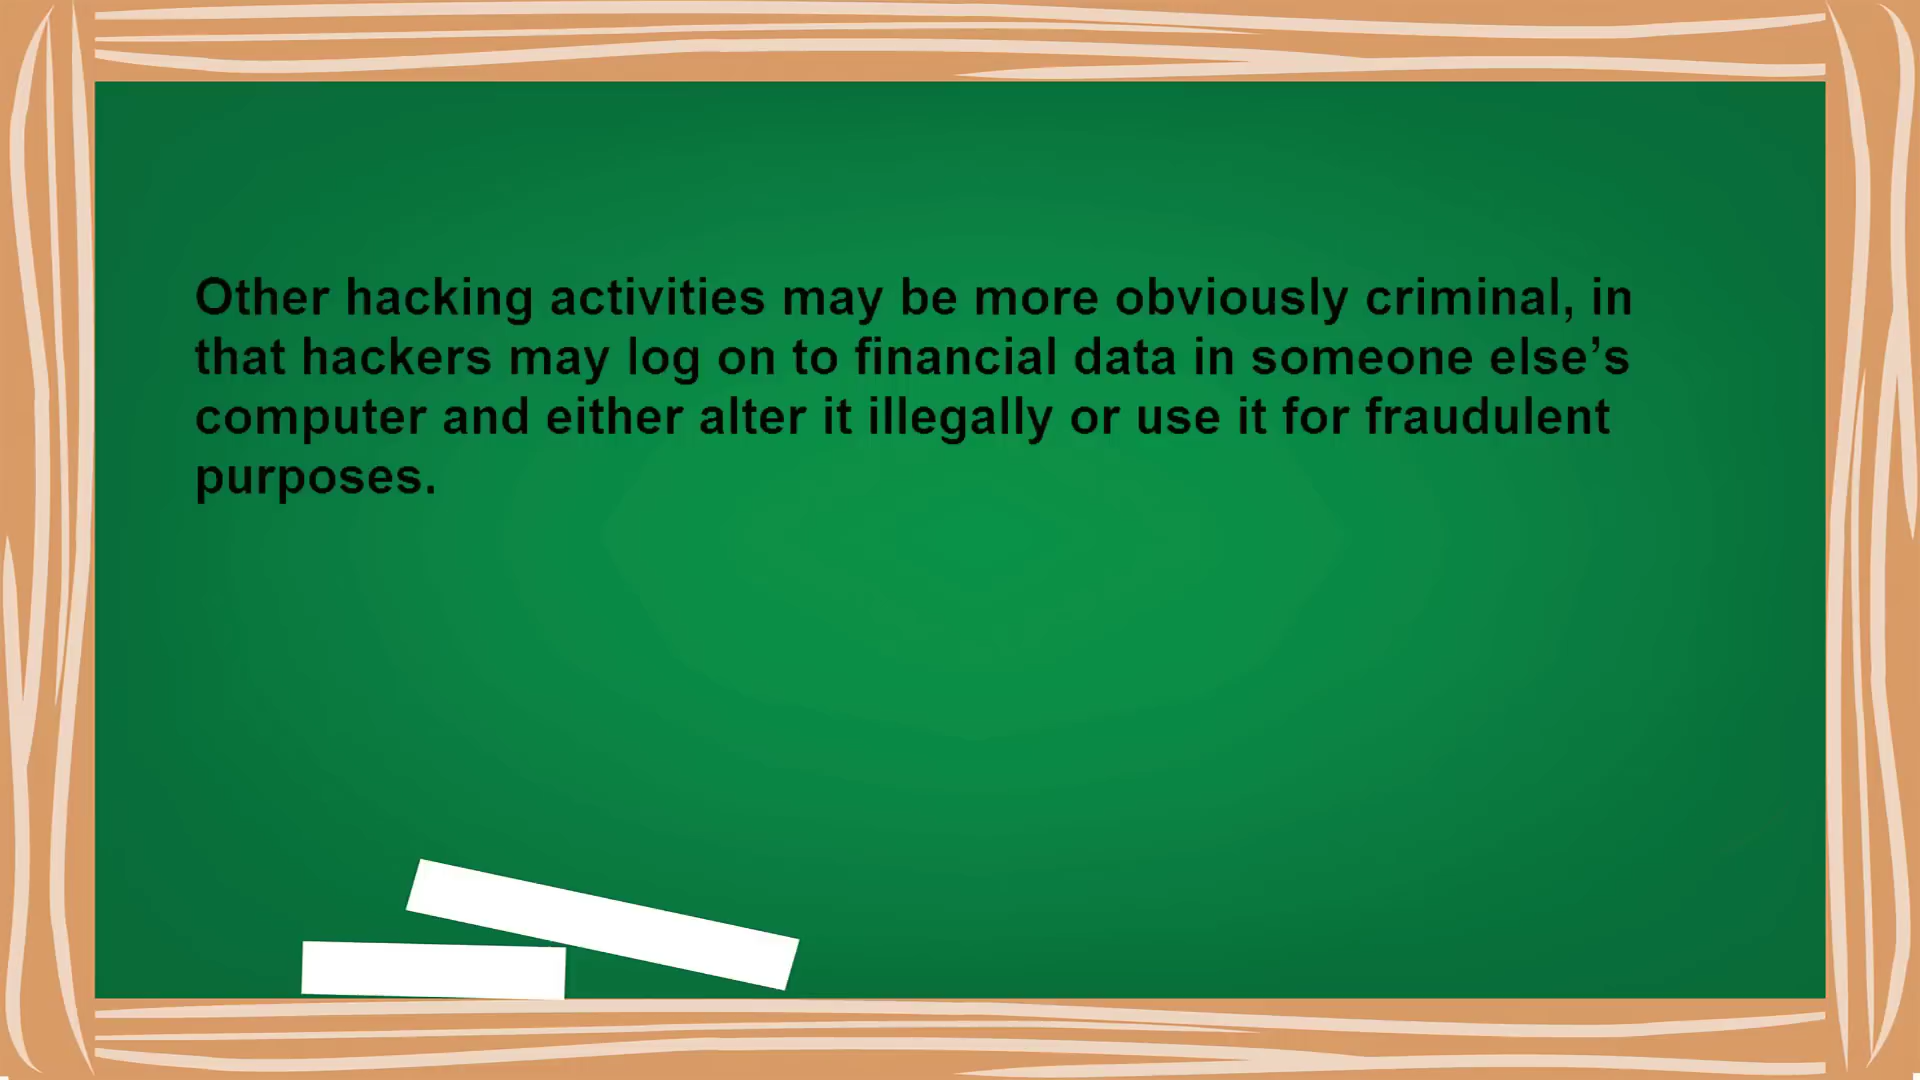 Other hacking activities may be more obviously criminal, in
that hackers may log on to financial data in someone else’s
computer and either alter it illegally or use it for fraudulent
purposes.